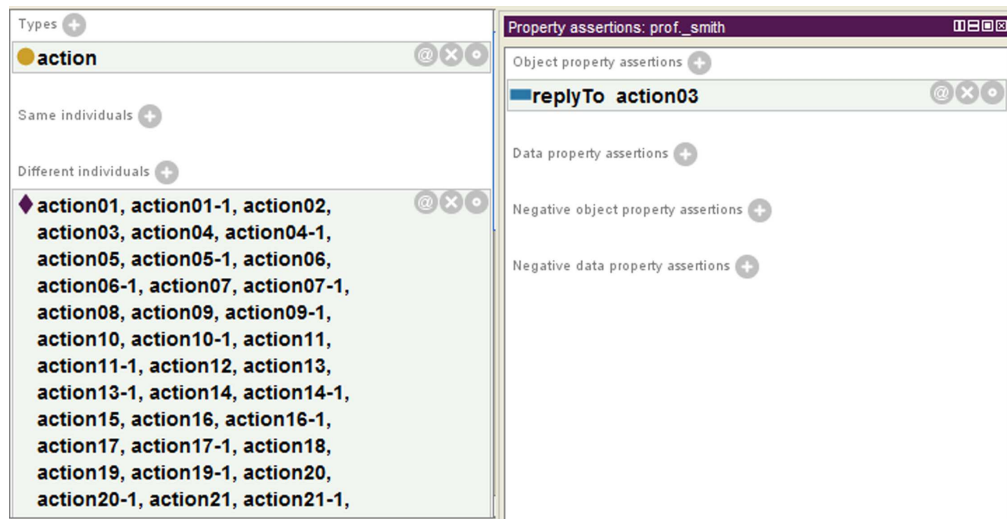 Types
action
Same individuals
Different individuals
action01, action01-1, action02,
action03, action04, action04-1,
action05, action05-1, action06,
action06-1, action07, action07-1,
action08, action09, action09-1,
action10, action10-1, action11,
action11-1, action12, action13,
action13-1, action14, action14-1,
action15, action16, action16-1,
action17, action17-1, action18,
action19, action19-1, action20,
action20-1, action21, action21-1,
Property assertions: prof._smith
Object property assertions
replyTo action03
Data property assertions
Negative object property assertions
Negative data property assertions